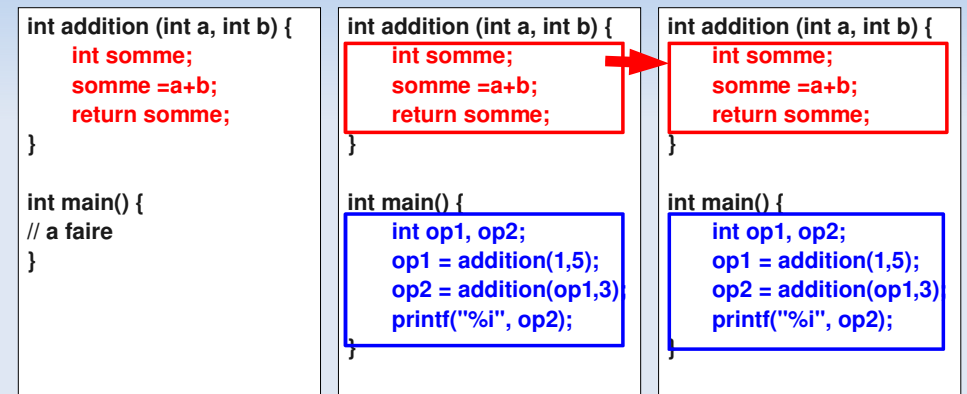 int addition (int a, int b) {
int somme;
somme =a+b;
return somme;
}
int main() {
// a faire
}
int addition (int a, int b) {
int somme;
somme =a+b;
return somme;
}
int main() {
int op1, op2;
op1 = addition(1,5);
op2 = addition(op1,3);
printf("%i", op2);
}
int addition (int a, int b) {
int somme;
somme =a+b;
return somme;
}
int main() {
int op1, op2;
op1 = addition(1,5);
op2 = addition(op1,3);
printf("%i", op2);
}